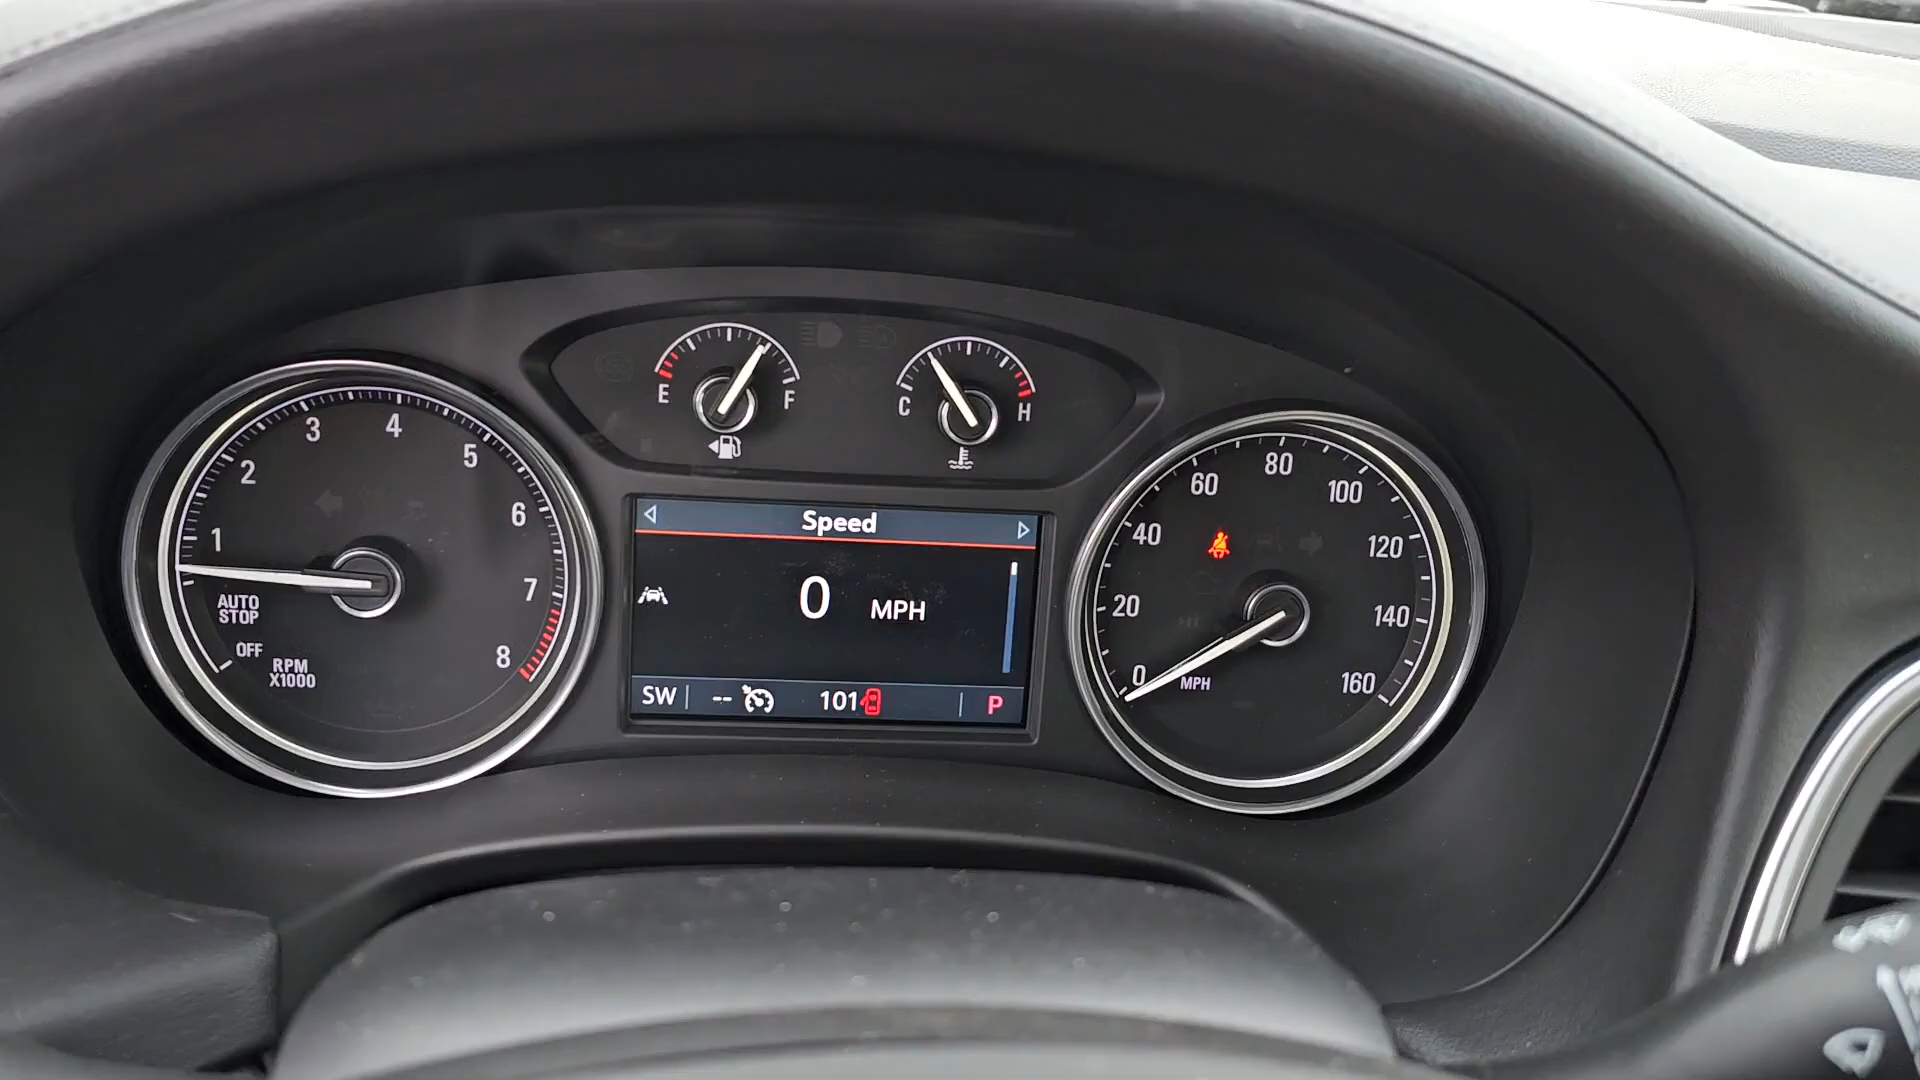 E F
C H
1 2 3 4 5 6 7 8
AUTO
STOP
OFF
RPM
X1000
Speed
0 MPH
SW -- 101 P
0 20 40 60 80 100 120 140 160
MPH